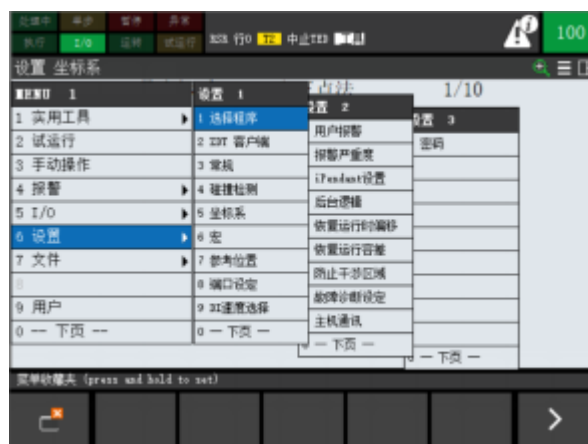 处理中 单步 暂停 异常
执行 I/O 运转 试运行
RSR 行0 T2 中止TED
100
设置 坐标系
点法 1/10
MENU 1
1 实用工具
2 试运行
3 手动操作
4 报警
5 I/O
6 设置
7 文件
8
9 用户
0 -- 下页 --
设置 1
1 选择程序
2 ZDT 客户端
3 常规
4 碰撞检测
5 坐标系
6 宏
7 参考位置
8 端口设定
9 DI速度选择
0 — 下页 —
设置 2
用户报警
报警严重度
iPendant设置
后台逻辑
恢复运行时偏移
恢复运行容差
防止干涉区域
故障诊断设定
主机通讯
— 下页 —
设置 3
密码
— 下页 —
菜单收藏夹 (press and hold to set)